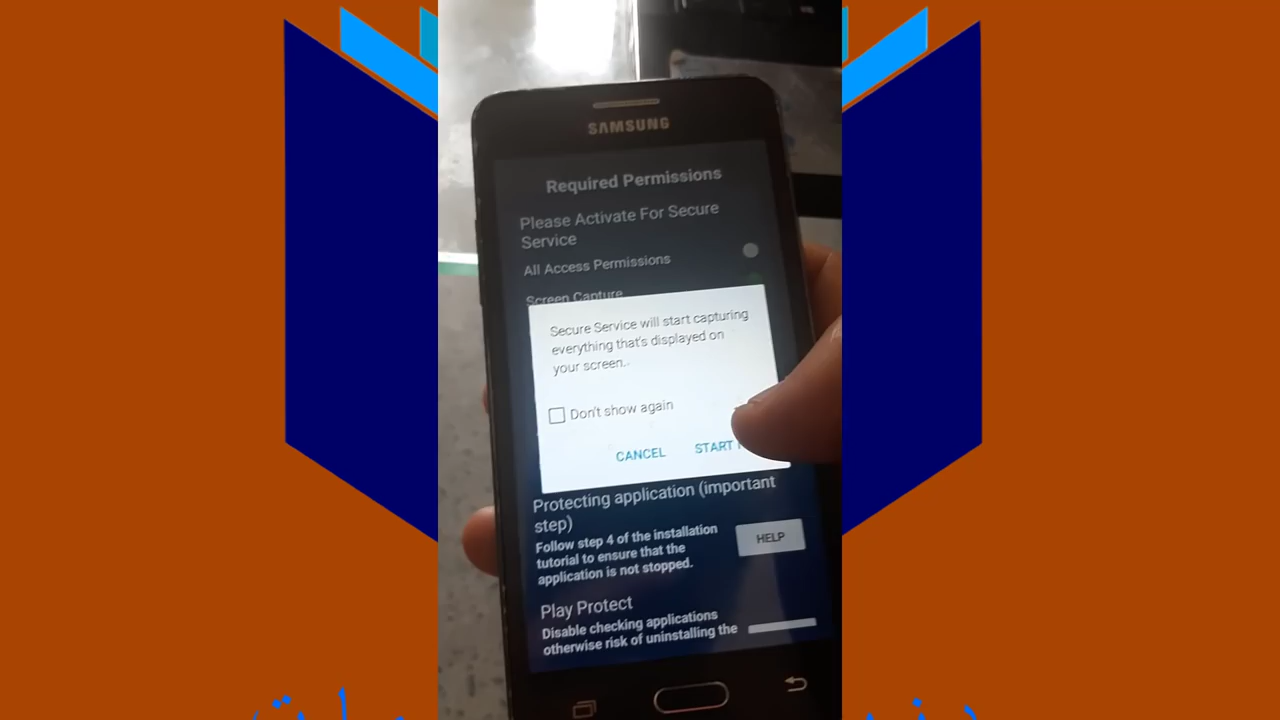 SAMSUNG
Required Permissions
Please Activate For Secure
Service
All Access Permissions
Screen Capture
Secure Service will start capturing
everything that's displayed on
your screen.
Don't show again
CANCEL
START
Protecting application (important
step)
Follow step 4 of the installation
tutorial to ensure that the
application is not stopped.
HELP
Play Protect
Disable checking applications
otherwise risk of uninstalling the